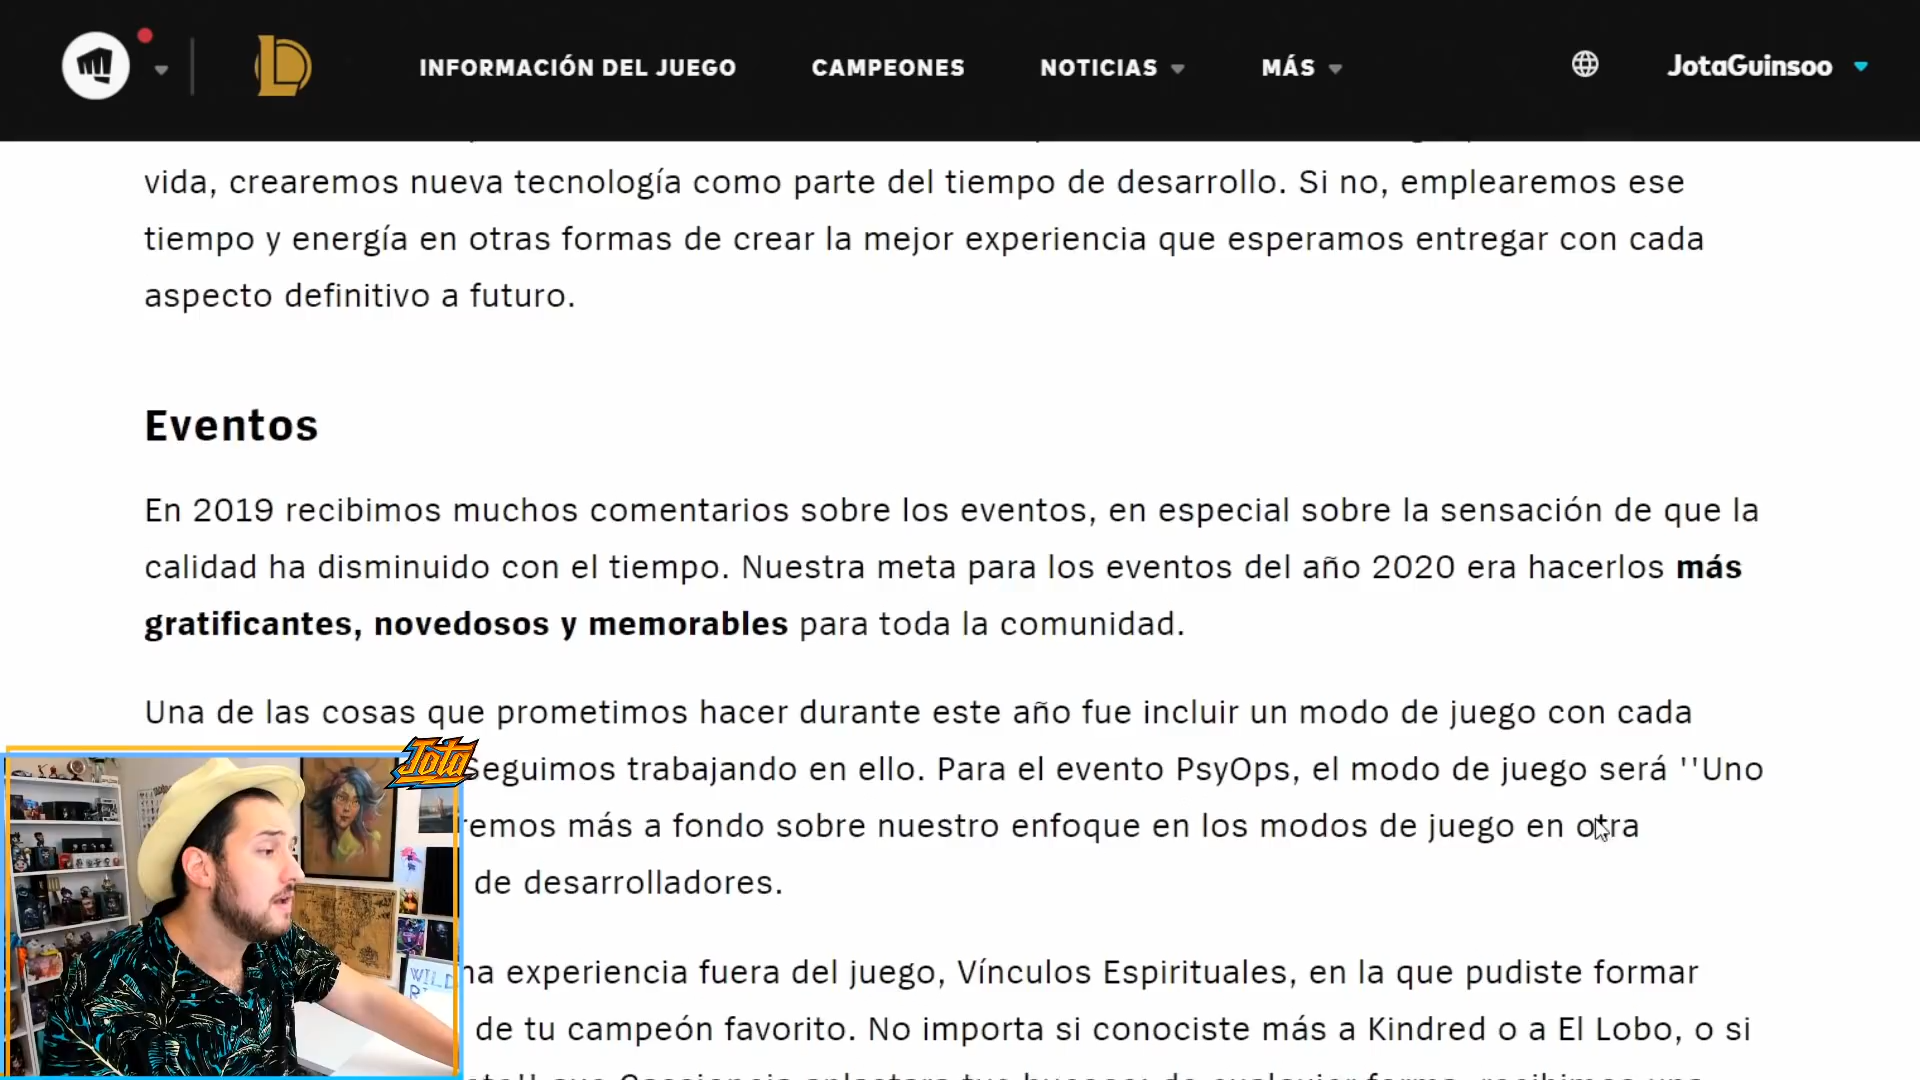 INFORMACIÓN DEL JUEGO CAMPEONES NOTICIAS MÁS JotaGuinsoo
vida, crearemos nueva tecnología como parte del tiempo de desarrollo. Si no, emplearemos ese
tiempo y energía en otras formas de crear la mejor experiencia que esperamos entregar con cada
aspecto definitivo a futuro.
Eventos
En 2019 recibimos muchos comentarios sobre los eventos, en especial sobre la sensación de que la
calidad ha disminuido con el tiempo. Nuestra meta para los eventos del año 2020 era hacerlos más
gratificantes, novedosos y memorables para toda la comunidad.
Una de las cosas que prometimos hacer durante este año fue incluir un modo de juego con cada
Seguimos trabajando en ello. Para el evento PsyOps, el modo de juego será ''Uno
remos más a fondo sobre nuestro enfoque en los modos de juego en otra
de desarrolladores.
na experiencia fuera del juego, Vínculos Espirituales, en la que pudiste formar
de tu campeón favorito. No importa si conociste más a Kindred o a El Lobo, o si
Jota
WILD